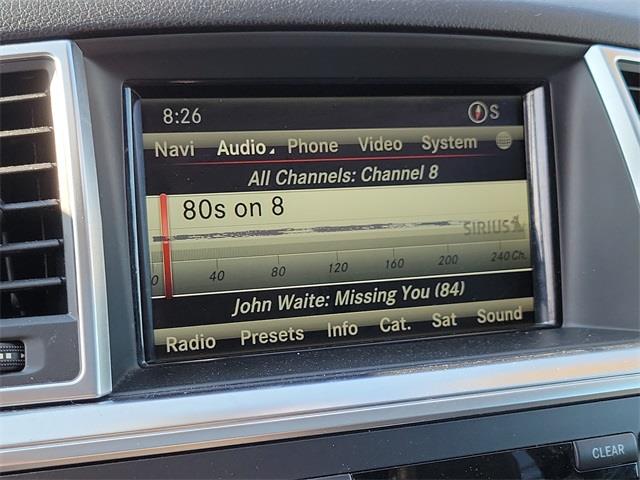 8:26 S
Navi Audio Phone Video System
All Channels: Channel 8
80s on 8
SIRIUS
0 40 80 120 160 200 240 Ch.
John Waite: Missing You (84)
Radio Presets Info Cat. Sat Sound
CLEAR